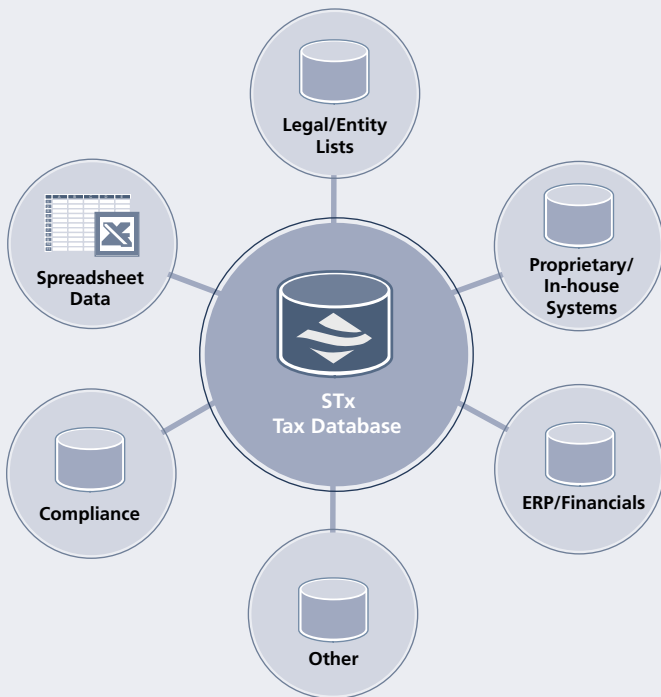 Legal/Entity
Lists
Spreadsheet
Data
Proprietary/
In-house
Systems
STx
Tax Database
Compliance
ERP/Financials
Other